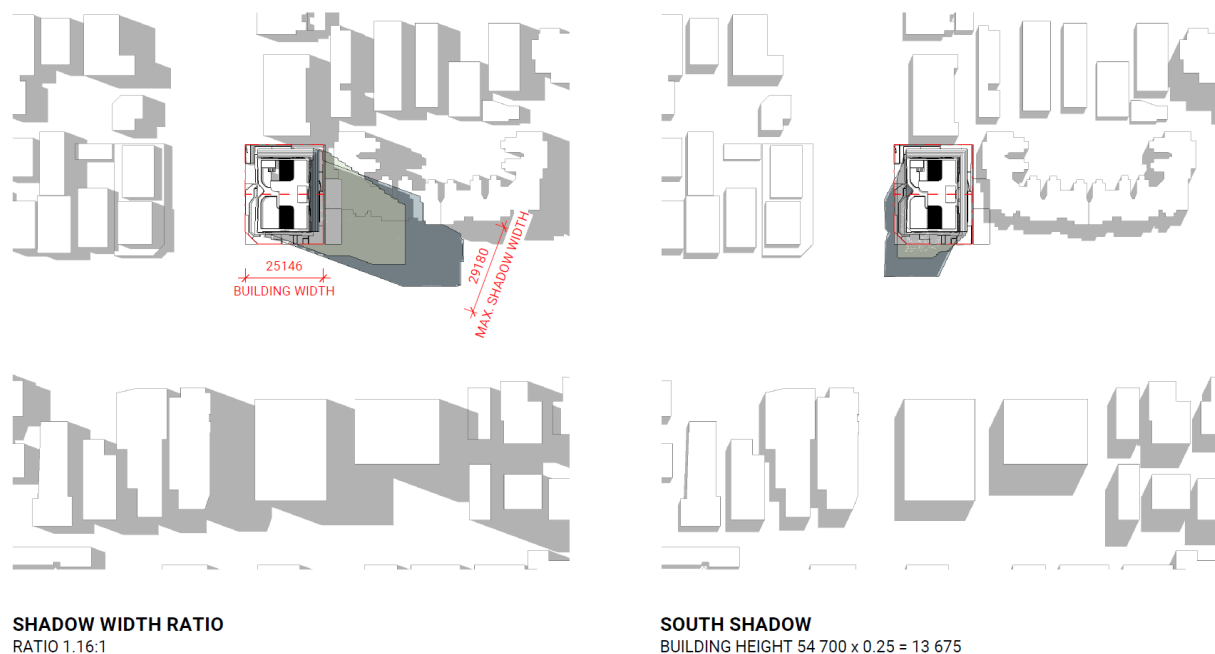 25146
BUILDING WIDTH
29180
MAX. SHADOW WIDTH
SHADOW WIDTH RATIO
RATIO 1.16:1
SOUTH SHADOW
BUILDING HEIGHT 54 700 x 0.25 = 13 675